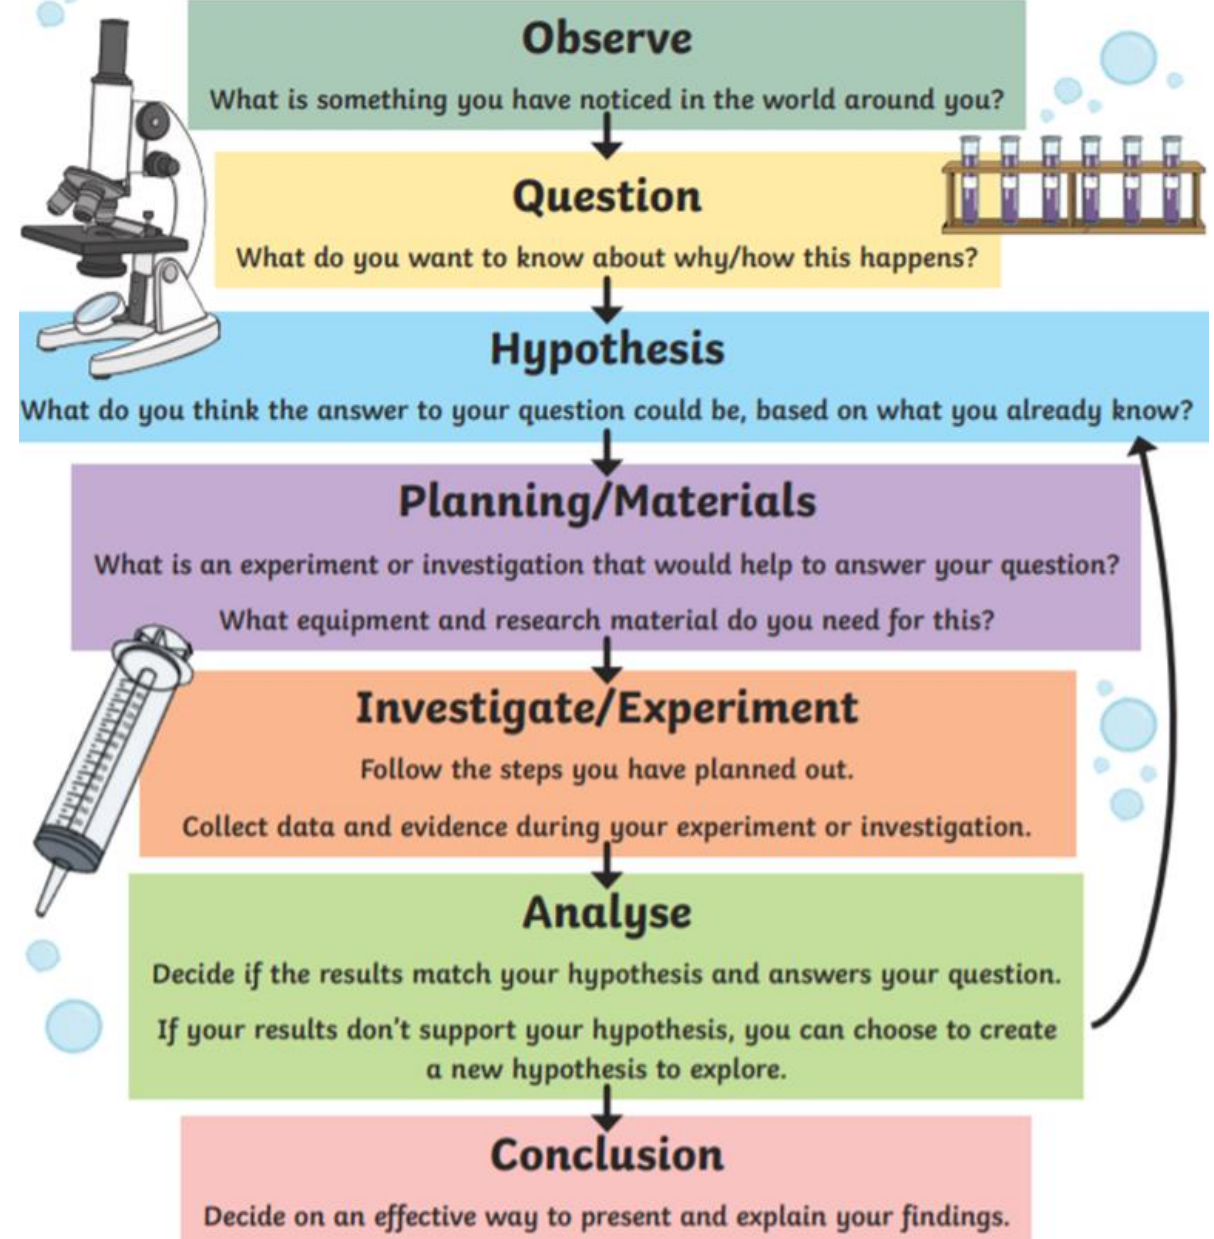 Observe
What is something you have noticed in the world around you?
Question
What do you want to know about why/how this happens?
Hypothesis
What do you think the answer to your question could be, based on what you already know?
Planning/Materials
What is an experiment or investigation that would help to answer your question?
What equipment and research material do you need for this?
Investigate/Experiment
Follow the steps you have planned out.
Collect data and evidence during your experiment or investigation.
Analyse
Decide if the results match your hypothesis and answers your question.
If your results don't support your hypothesis, you can choose to create
a new hypothesis to explore.
Conclusion
Decide on an effective way to present and explain your findings.